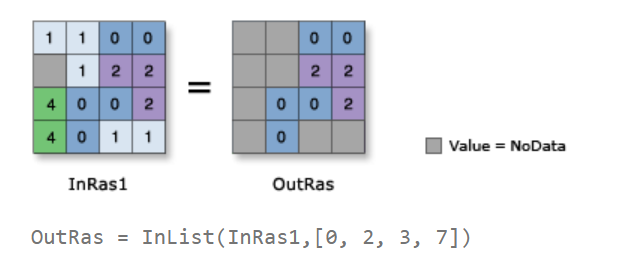 1 1 0 0 0 0
1 2 2 2 2
4 0 0 2 0 0 2
4 0 1 1 0
Value = NoData
InRas1 OutRas
OutRas = InList(InRas1,[0, 2, 3, 7])